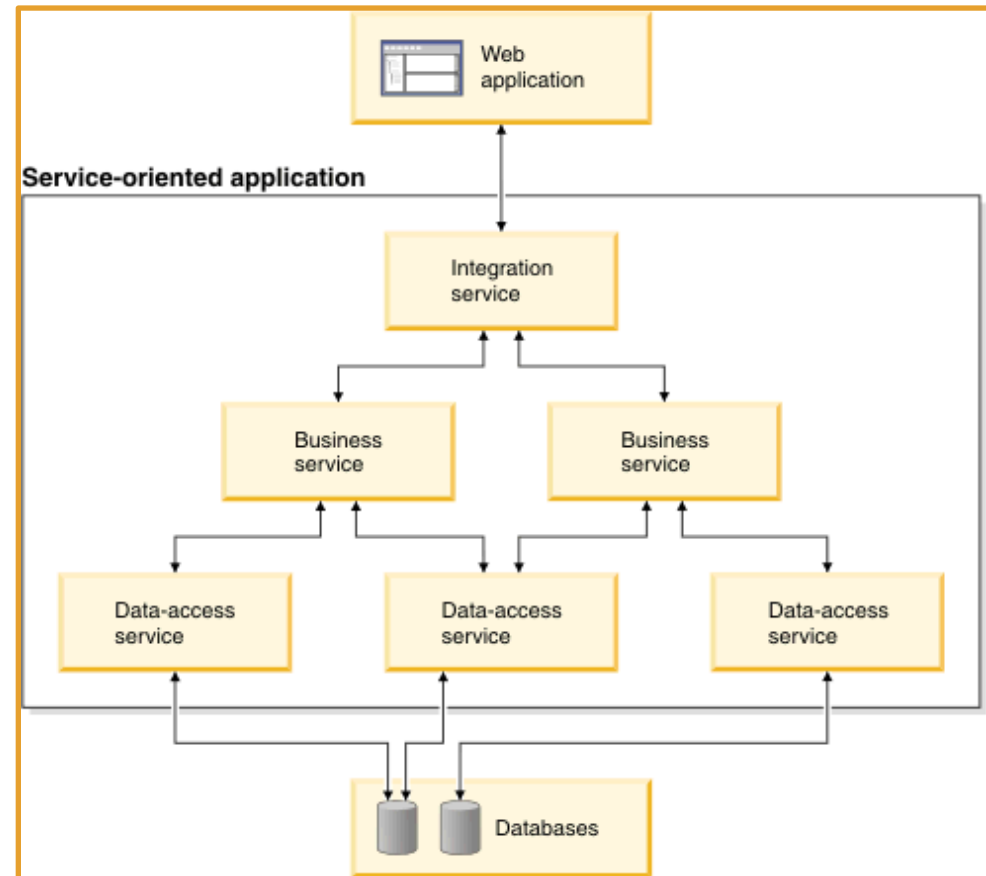 Web
application
Service-oriented application
Integration
service
Business
service
Business
service
Data-access
service
Data-access
service
Data-access
service
Databases